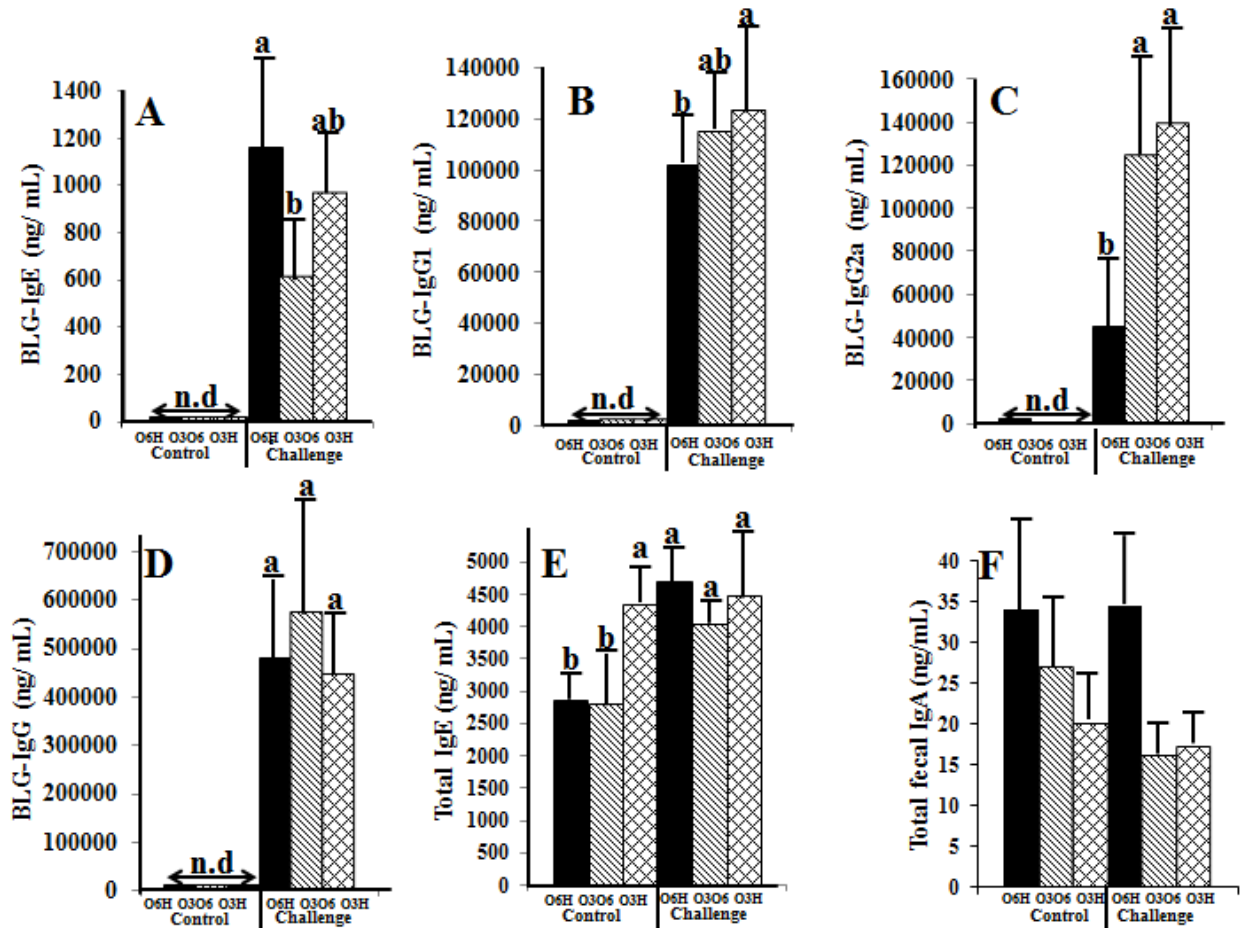 A
BLG-IgE (ng/ mL)
1400
1200
1000
800
600
400
200
0
a
b
ab
n.d
O6H O3O6 O3H O6H O3O6 O3H
Control Challenge
B
BLG-IgG1 (ng/ mL)
140000
120000
100000
80000
60000
40000
20000
0
b
ab
a
n.d
O6H O3O6 O3H O6H O3O6 O3H
Control Challenge
C
BLG-IgG2a (ng/ mL)
160000
140000
120000
100000
80000
60000
40000
20000
0
b
a
a
n.d
O6H O3O6 O3H O6H O3O6 O3H
Control Challenge
D
BLG-IgG (ng/ mL)
700000
600000
500000
400000
300000
200000
100000
0
a
a
a
n.d
O6H O3O6 O3H O6H O3O6 O3H
Control Challenge
E
Total IgE (ng/ mL)
5000
4500
4000
3500
3000
2500
2000
1500
1000
500
0
b
b
a
a
a
a
O6H O3O6 O3H O6H O3O6 O3H
Control Challenge
F
Total fecal IgA (ng/mL)
40
35
30
25
20
15
10
5
0
O6H O3O6 O3H O6H O3O6 O3H
Control Challenge